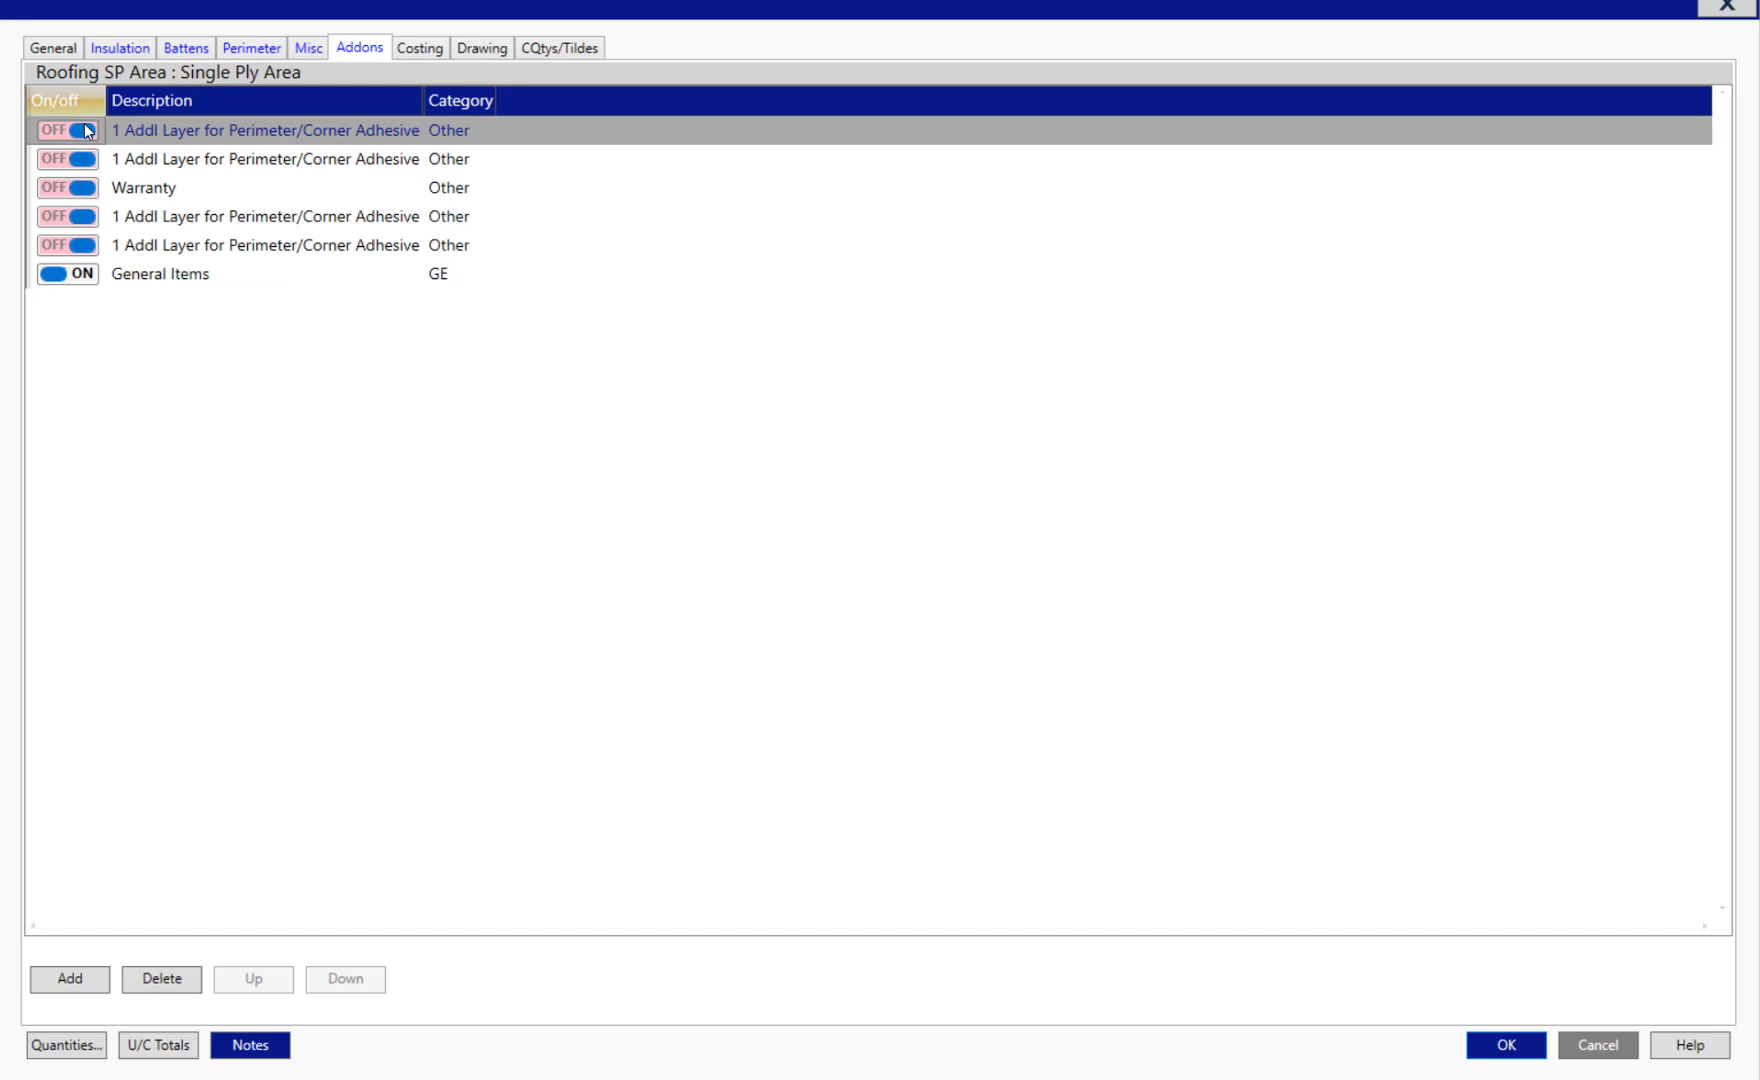 X
General Insulation Battens Perimeter Misc Addons Costing Drawing CQtys/Tildes
Roofing SP Area : Single Ply Area
On/off Description Category
OFF 1 Addl Layer for Perimeter/Corner Adhesive Other
OFF 1 Addl Layer for Perimeter/Corner Adhesive Other
OFF Warranty Other
OFF 1 Addl Layer for Perimeter/Corner Adhesive Other
OFF 1 Addl Layer for Perimeter/Corner Adhesive Other
ON General Items GE
Add Delete Up Down
Quantities... U/C Totals Notes OK Cancel Help